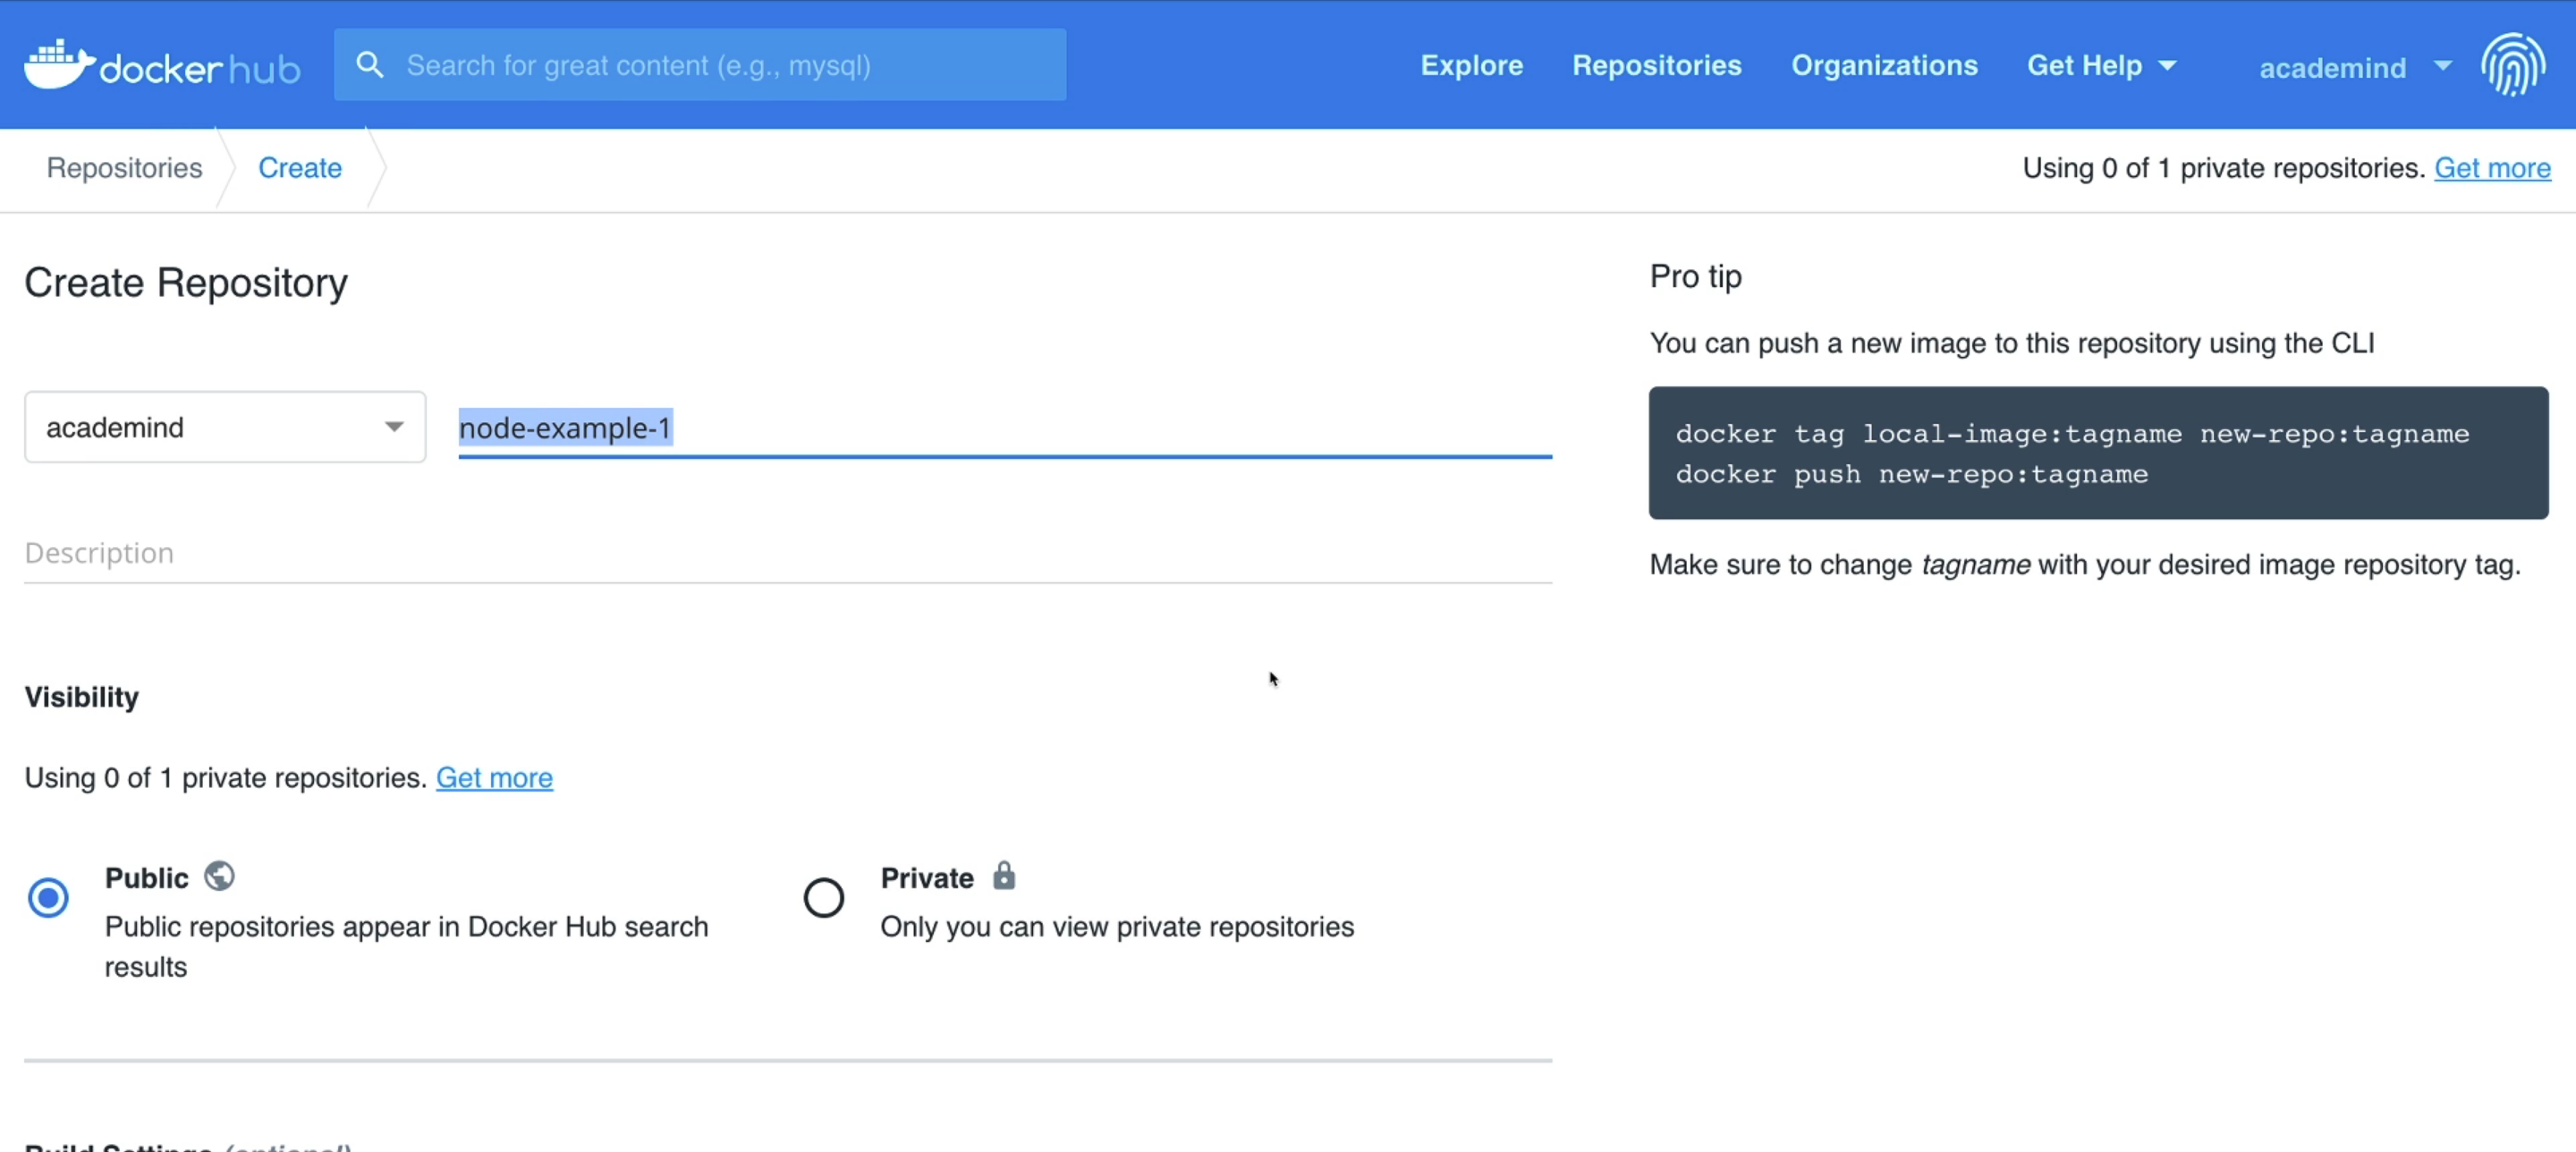 dockerhub
Search for great content (e.g., mysql)
Explore
Repositories
Organizations
Get Help
academind
Repositories
Create
Using 0 of 1 private repositories. Get more
Create Repository
academind
node-example-1
Description
Visibility
Using 0 of 1 private repositories. Get more
Public
Public repositories appear in Docker Hub search
results
Private
Only you can view private repositories
Build Settings (optional)
Pro tip
You can push a new image to this repository using the CLI
docker tag local-image:tagname new-repo:tagname
docker push new-repo:tagname
Make sure to change tagname with your desired image repository tag.